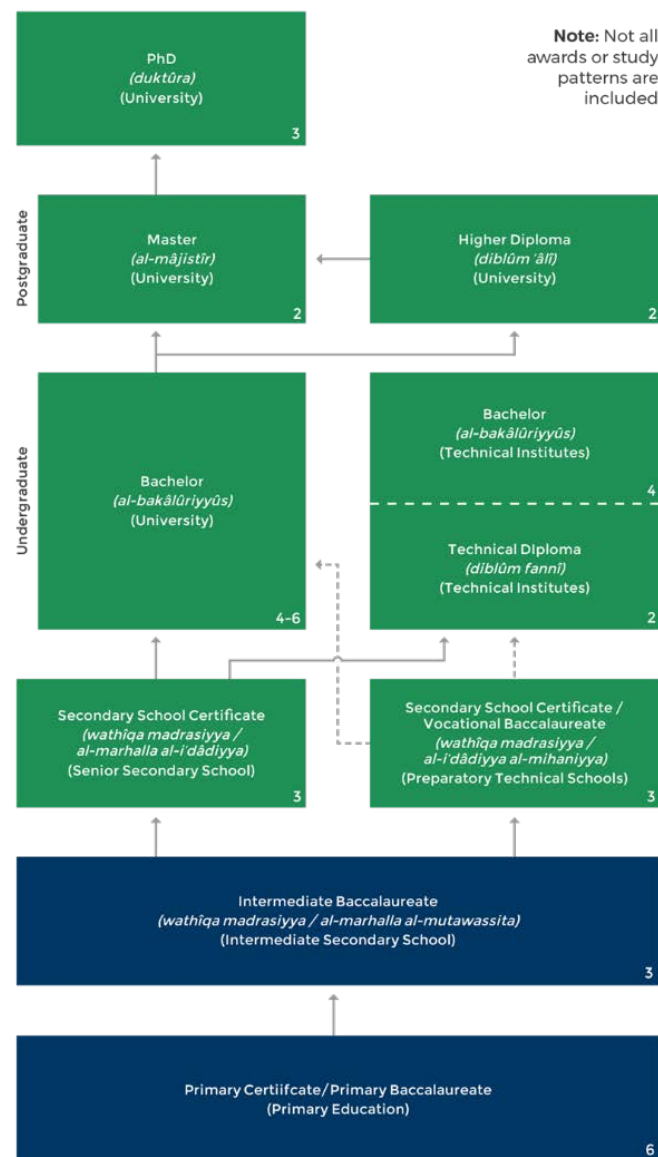 Note: Not all
awards or study
patterns are
included
PhD
(duktûra)
(University)
3
Postgraduate
Master
(al-mâjistîr)
(University)
2
Higher Diploma
(diblûm ʻâlî)
(University)
2
Undergraduate
Bachelor
(al-bakâlûriyyûs)
(University)
4-6
Bachelor
(al-bakâlûriyyûs)
(Technical Institutes)
4
Technical DIploma
(diblûm fannî)
(Technical Institutes)
2
Secondary School Certificate
(wathîqa madrasiyya /
al-marhalla al-iʻdâdiyya)
(Senior Secondary School)
3
Secondary School Certificate /
Vocational Baccalaureate
(wathîqa madrasiyya /
al-iʻdâdiyya al-mihaniyya)
(Preparatory Technical Schools)
3
Intermediate Baccalaureate
(wathîqa madrasiyya / al-marhalla al-mutawassita)
(Intermediate Secondary School)
3
Primary Certiifcate/Primary Baccalaureate
(Primary Education)
6